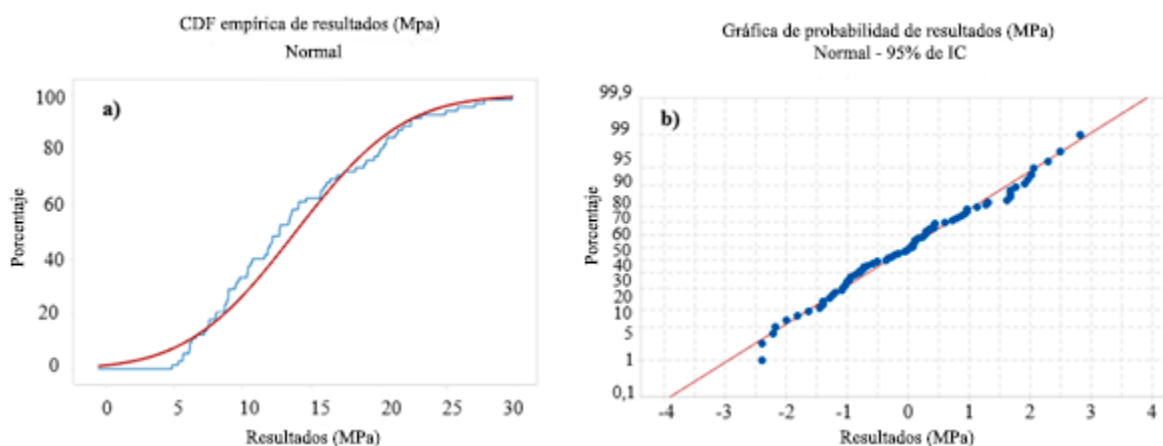 CDF empírica de resultados (Mpa)
Normal
a)
100
80
60
40
20
0
Porcentaje
0 5 10 15 20 25 30
Resultados (MPa)
Gráfica de probabilidad de resultados (MPa)
Normal - 95% de IC
b)
99,9
99
95
90
80
70
60
50
40
30
20
10
5
1
0,1
Porcentaje
-4 -3 -2 -1 0 1 2 3 4
Resultados (MPa)